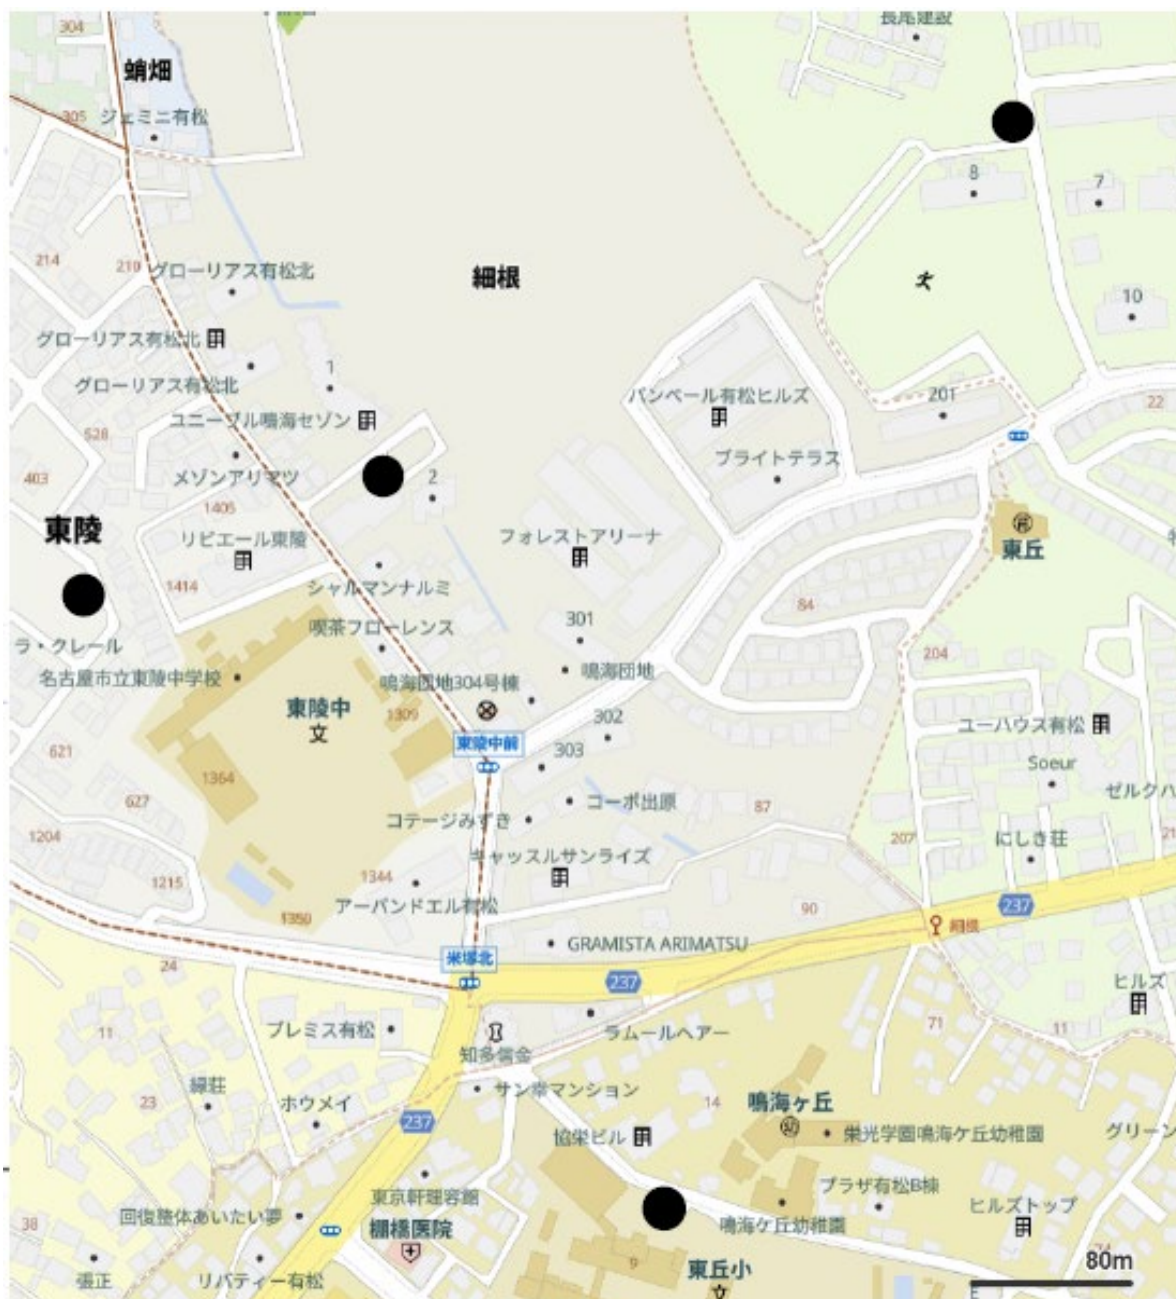 304
長尾建設
蛸畑
305
ジェミニ有松
8
7
214
210
グローリアス有松北
細根
10
グローリアス有松北
1
グローリアス有松北
バンベール有松ヒルズ
201
22
ユニーブル鳴海セゾン
528
403
メゾンアリマツ
2
ブライトテラス
1405
東陵
リビエール東陵
フォレストアリーナ
東丘
1414
シャルマンナルミ
84
喫茶フローレンス
301
ラ・クレール
名古屋市立東陵中学校
鳴海団地304号棟
鳴海団地
204
東陵中
文
1309
302
ユーハウス有松
621
東陵中前
303
Soeur
1364
627
コーポ出原
87
ゼルクハ
1204
コテージみずき
207
にしき荘
キャッスルサンライズ
1215
1344
アーバンドエル有松
90
237
1350
GRAMISTA ARIMATSU
細根
24
米塚北
237
ヒルズ
11
プレミス有松
ラムールヘアー
71
11
知多信金
緑荘
サン幸マンション
23
ホウメイ
14
鳴海ヶ丘
237
協栄ビル
栄光学園鳴海ケ丘幼稚園
グリーン
東京軒理容館
プラザ有松B棟
38
回復整体あいたい夢
棚橋医院
鳴海ケ丘幼稚園
ヒルズトップ
張正
リバティー有松
9
東丘小
文
80m